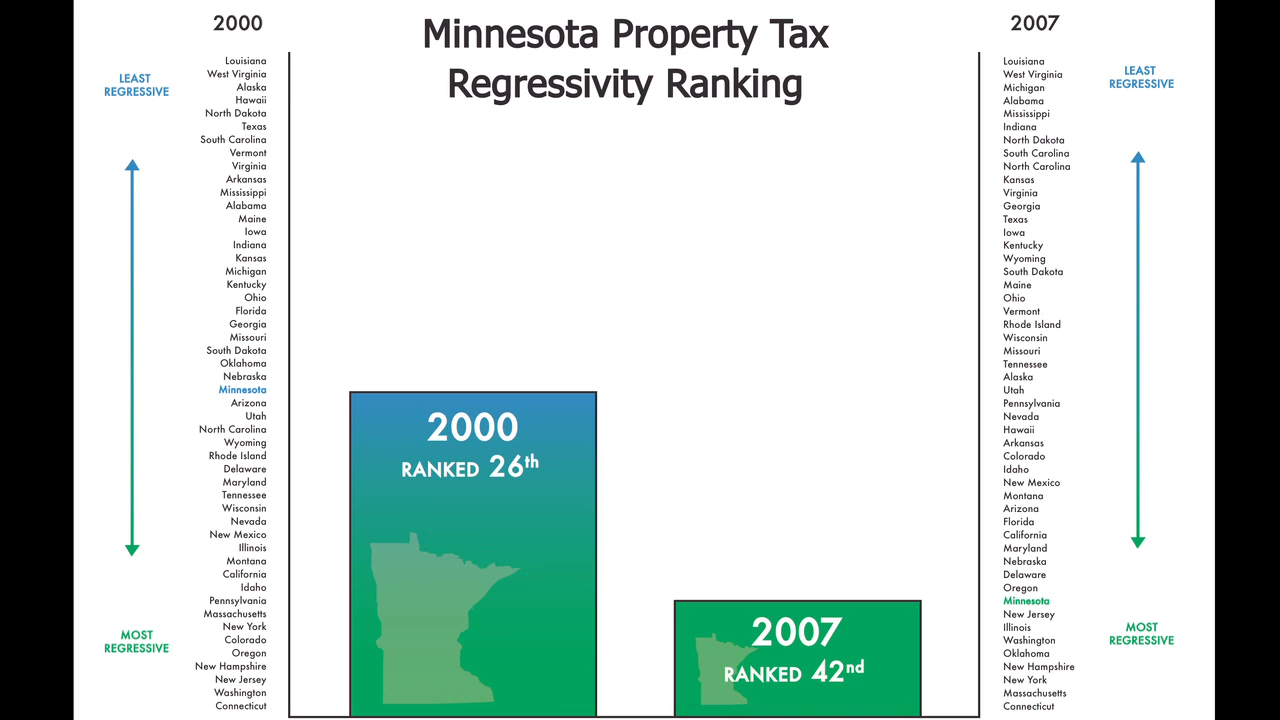 Minnesota Property Tax
Regressivity Ranking
2000
LEAST
REGRESSIVE
MOST
REGRESSIVE
Louisiana
West Virginia
Alaska
Hawaii
North Dakota
Texas
South Carolina
Vermont
Virginia
Arkansas
Mississippi
Alabama
Maine
Iowa
Indiana
Kansas
Michigan
Kentucky
Ohio
Florida
Georgia
Missouri
South Dakota
Oklahoma
Nebraska
Minnesota
Arizona
Utah
North Carolina
Wyoming
Rhode Island
Delaware
Maryland
Tennessee
Wisconsin
Nevada
New Mexico
Illinois
Montana
California
Idaho
Pennsylvania
Massachusetts
New York
Colorado
Oregon
New Hampshire
New Jersey
Washington
Connecticut
2000
RANKED 26th
2007
RANKED 42nd
2007
Louisiana
West Virginia
Michigan
Alabama
Mississippi
Indiana
North Dakota
South Carolina
North Carolina
Kansas
Virginia
Georgia
Texas
Iowa
Kentucky
Wyoming
South Dakota
Maine
Ohio
Vermont
Rhode Island
Wisconsin
Missouri
Tennessee
Alaska
Utah
Pennsylvania
Nevada
Hawaii
Arkansas
Colorado
Idaho
New Mexico
Montana
Arizona
Florida
California
Maryland
Nebraska
Delaware
Oregon
Minnesota
New Jersey
Illinois
Washington
Oklahoma
New Hampshire
New York
Massachusetts
Connecticut
LEAST
REGRESSIVE
MOST
REGRESSIVE